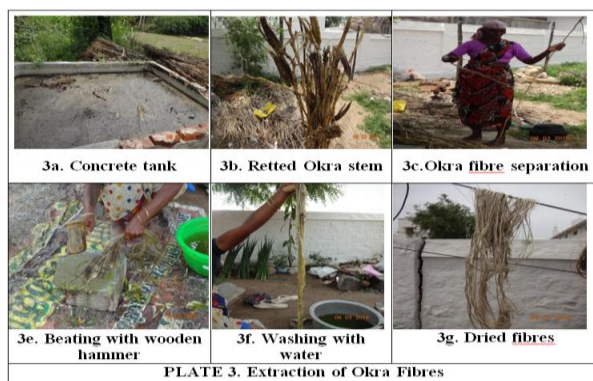 3a. Concrete tank
3b. Retted Okra stem
3c.Okra fibre separation
3e. Beating with wooden
hammer
3f. Washing with
water
3g. Dried fibres
PLATE 3. Extraction of Okra Fibres